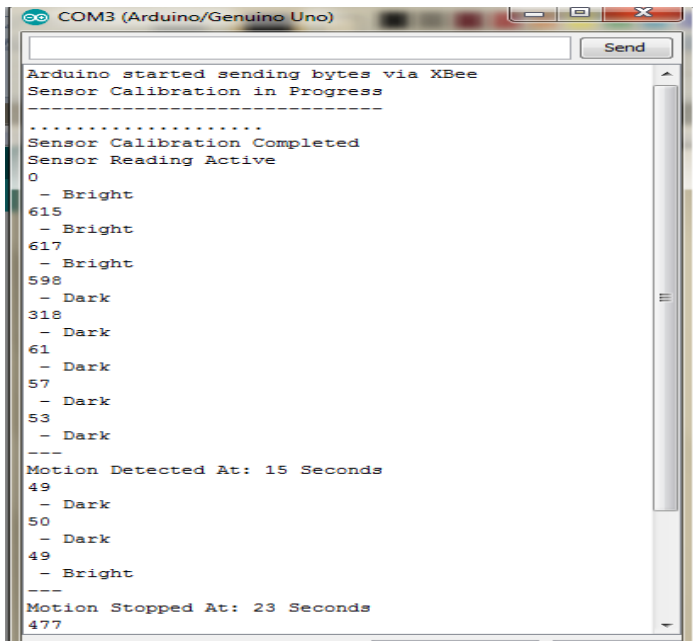 COM3 (Arduino/Genuino Uno)
Send
Arduino started sending bytes via XBee
Sensor Calibration in Progress
------------------------------
....................
Sensor Calibration Completed
Sensor Reading Active
0
 - Bright
615
 - Bright
617
 - Bright
598
 - Dark
318
 - Dark
61
 - Dark
57
 - Dark
53
 - Dark
---
Motion Detected At: 15 Seconds
49
 - Dark
50
 - Dark
49
 - Bright
---
Motion Stopped At: 23 Seconds
477